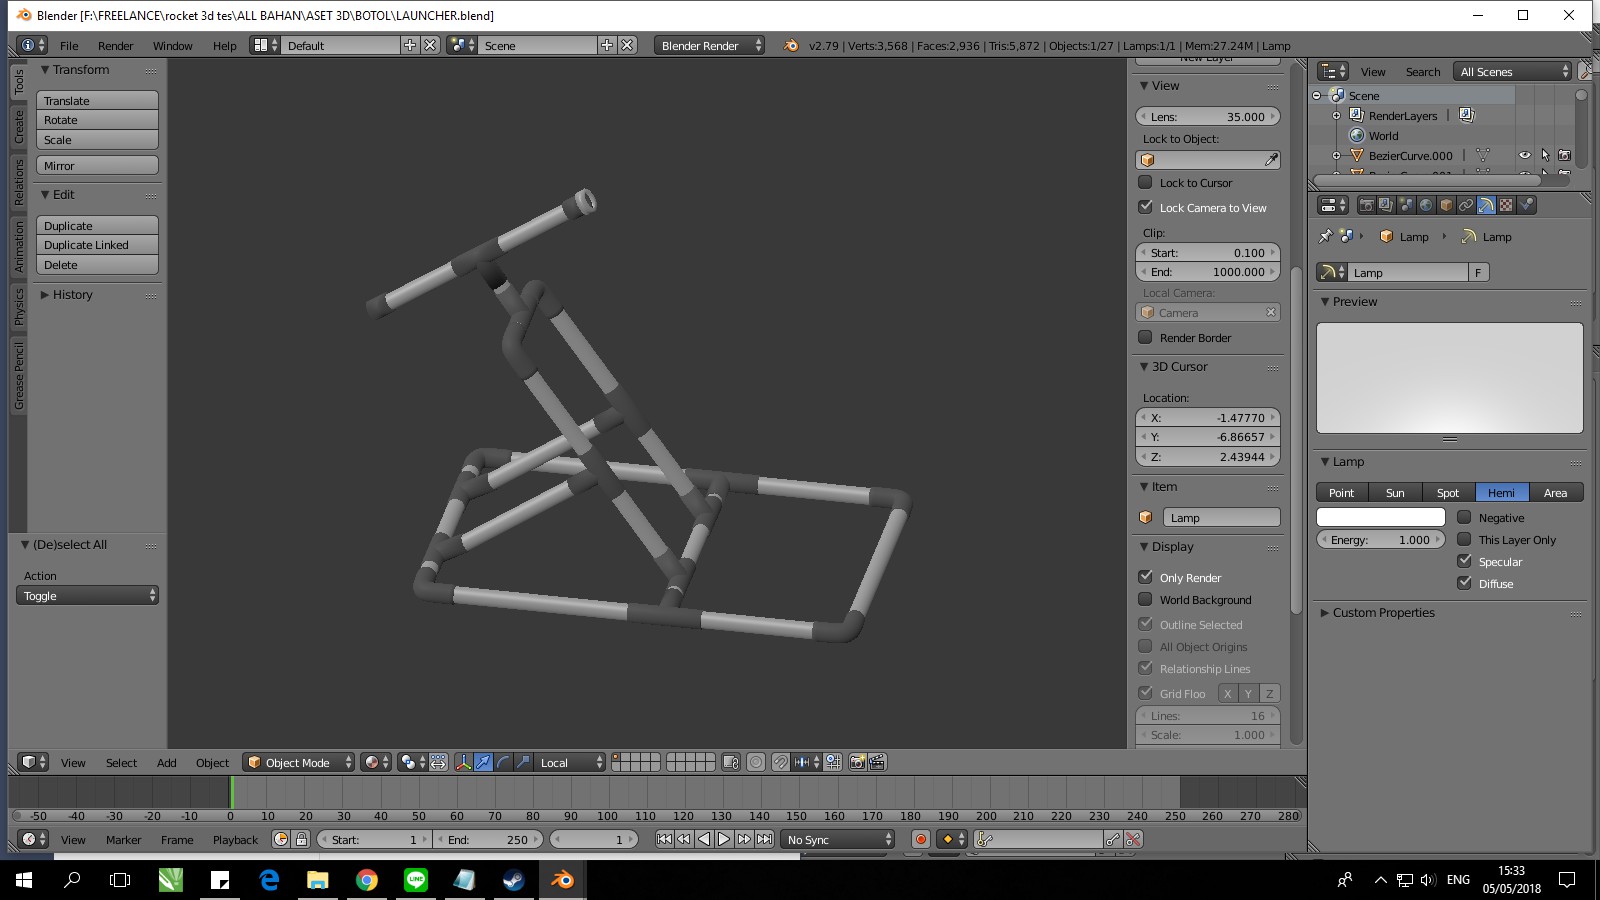 Blender [F:\FREELANCE\rocket 3d tes\ALL BAHAN\ASET 3D\BOTOL\LAUNCHER.blend]
File Render Window Help Default Scene Blender Render v2.79 | Verts:3,568 | Faces:2,936 | Tris:5,872 | Objects:1/27 | Lamps:1/1 | Mem:27.24M | Lamp
Tools
Create
Relations
Animation
Physics
Grease Pencil
Transform
Translate
Rotate
Scale
Mirror
Edit
Duplicate
Duplicate Linked
Delete
History
(De)select All
Action
Toggle
New Layer
View
Lens: 35.000
Lock to Object:
Lock to Cursor
Lock Camera to View
Clip:
Start: 0.100
End: 1000.000
Local Camera:
Camera
Render Border
3D Cursor
Location:
X: -1.47770
Y: -6.86657
Z: 2.43944
Item
Lamp
Display
Only Render
World Background
Outline Selected
All Object Origins
Relationship Lines
Grid Floo X Y Z
Lines: 16
Scale: 1.000
View Search All Scenes
Scene
RenderLayers |
World
BezierCurve.000 |
Lamp Lamp
Lamp F
Preview
Lamp
Point Sun Spot Hemi Area
Negative
Energy: 1.000 This Layer Only
Specular
Diffuse
Custom Properties
View Select Add Object Object Mode Local
-50 -40 -30 -20 -10 0 10 20 30 40 50 60 70 80 90 100 110 120 130 140 150 160 170 180 190 200 210 220 230 240 250 260 270 280
View Marker Frame Playback Start: 1 End: 250 1 No Sync
LINE
ENG
15:33
05/05/2018